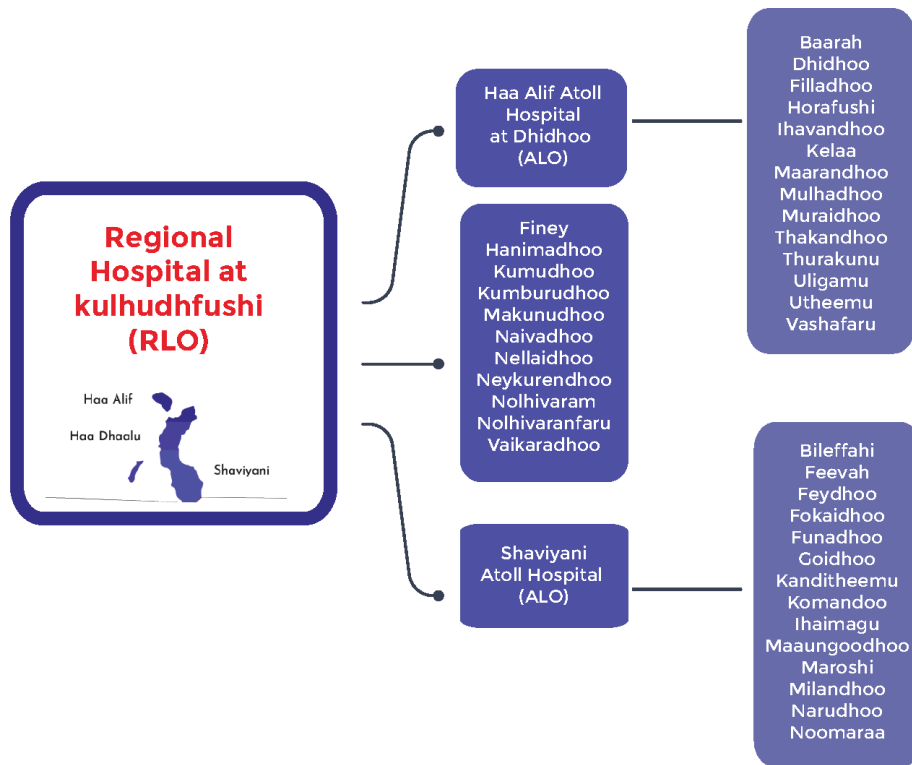 Regional
Hospital at
kulhudhfushi
(RLO)
Haa Alif
Haa Dhaalu
Shaviyani
Haa Alif Atoll
Hospital
at Dhidhoo
(ALO)
Baarah
Dhidhoo
Filladhoo
Horafushi
Ihavandhoo
Kelaa
Maarandhoo
Mulhadhoo
Muraidhoo
Thakandhoo
Thurakunu
Uligamu
Utheemu
Vashafaru
Finey
Hanimadhoo
Kumudhoo
Kumburudhoo
Makunudhoo
Naivadhoo
Nellaidhoo
Neykurendhoo
Nolhivaram
Nolhivaranfaru
Vaikaradhoo
Shaviyani
Atoll Hospital
(ALO)
Bileffahi
Feevah
Feydhoo
Fokaidhoo
Funadhoo
Goidhoo
Kanditheemu
Komandoo
Ihaimagu
Maaungoodhoo
Maroshi
Milandhoo
Narudhoo
Noomaraa